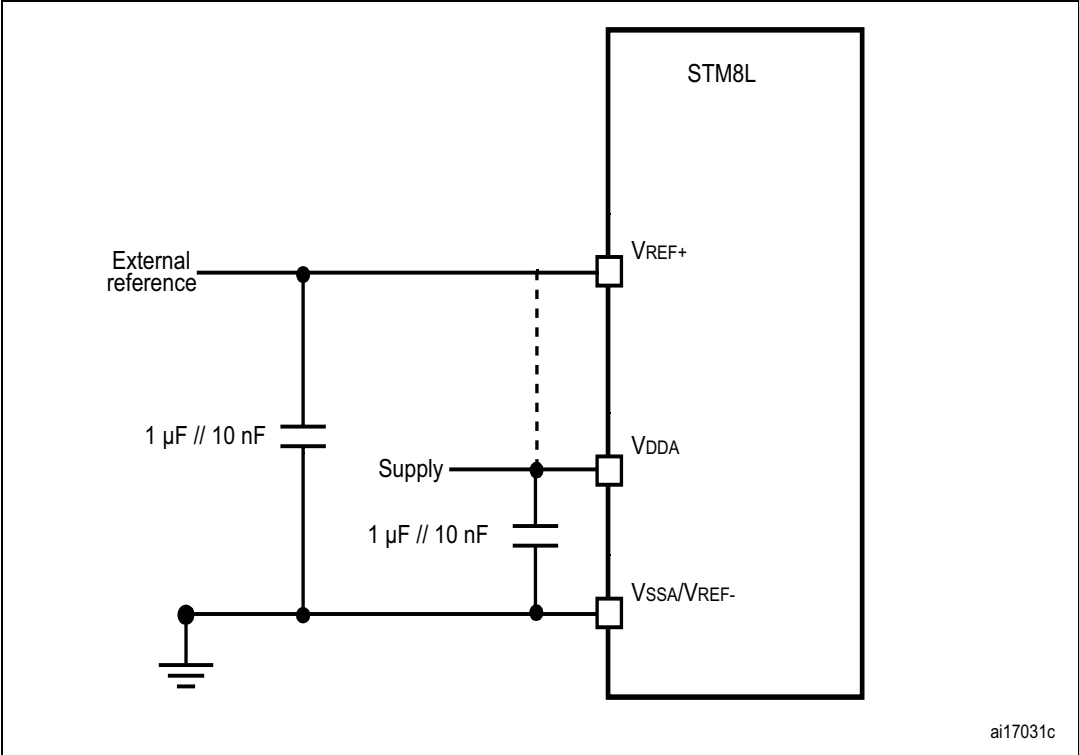 STM8L
VREF+
External
reference
1 µF // 10 nF
VDDA
Supply
1 µF // 10 nF
VSSA/VREF-
ai17031c